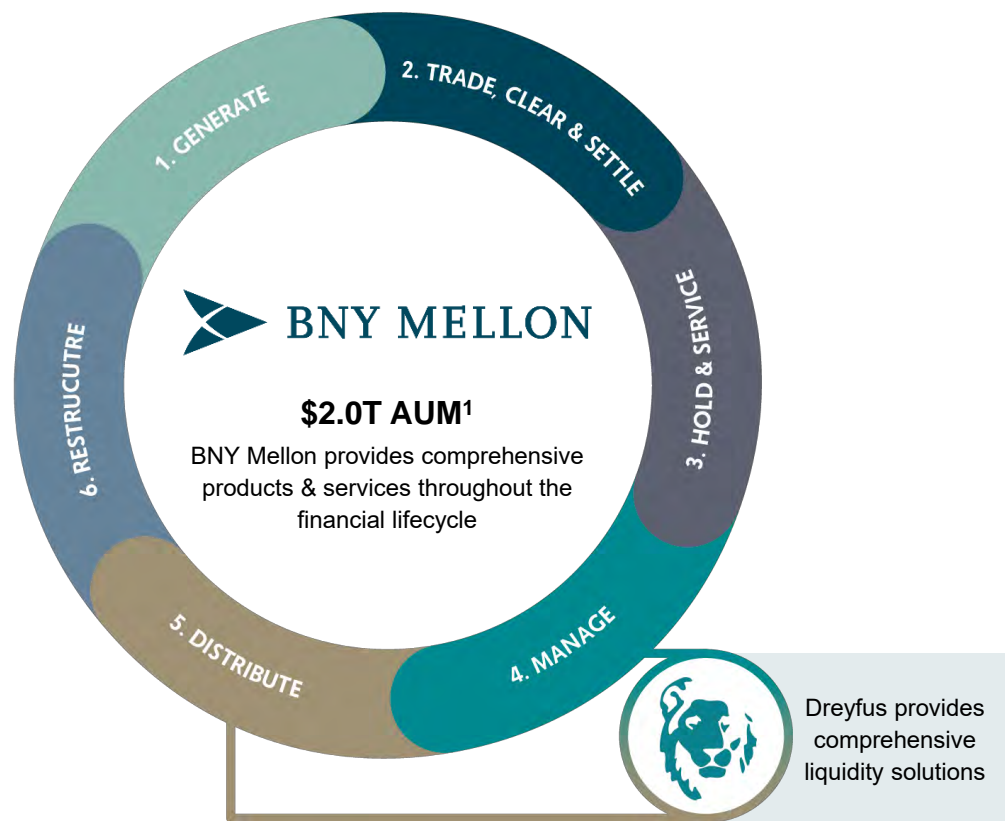 1. GENERATE
2. TRADE, CLEAR & SETTLE
3. HOLD & SERVICE
4. MANAGE
5. DISTRIBUTE
6. RESTRUCUTRE
BNY MELLON
$2.0T AUM¹
BNY Mellon provides comprehensive
products & services throughout the
financial lifecycle
Dreyfus provides
comprehensive
liquidity solutions